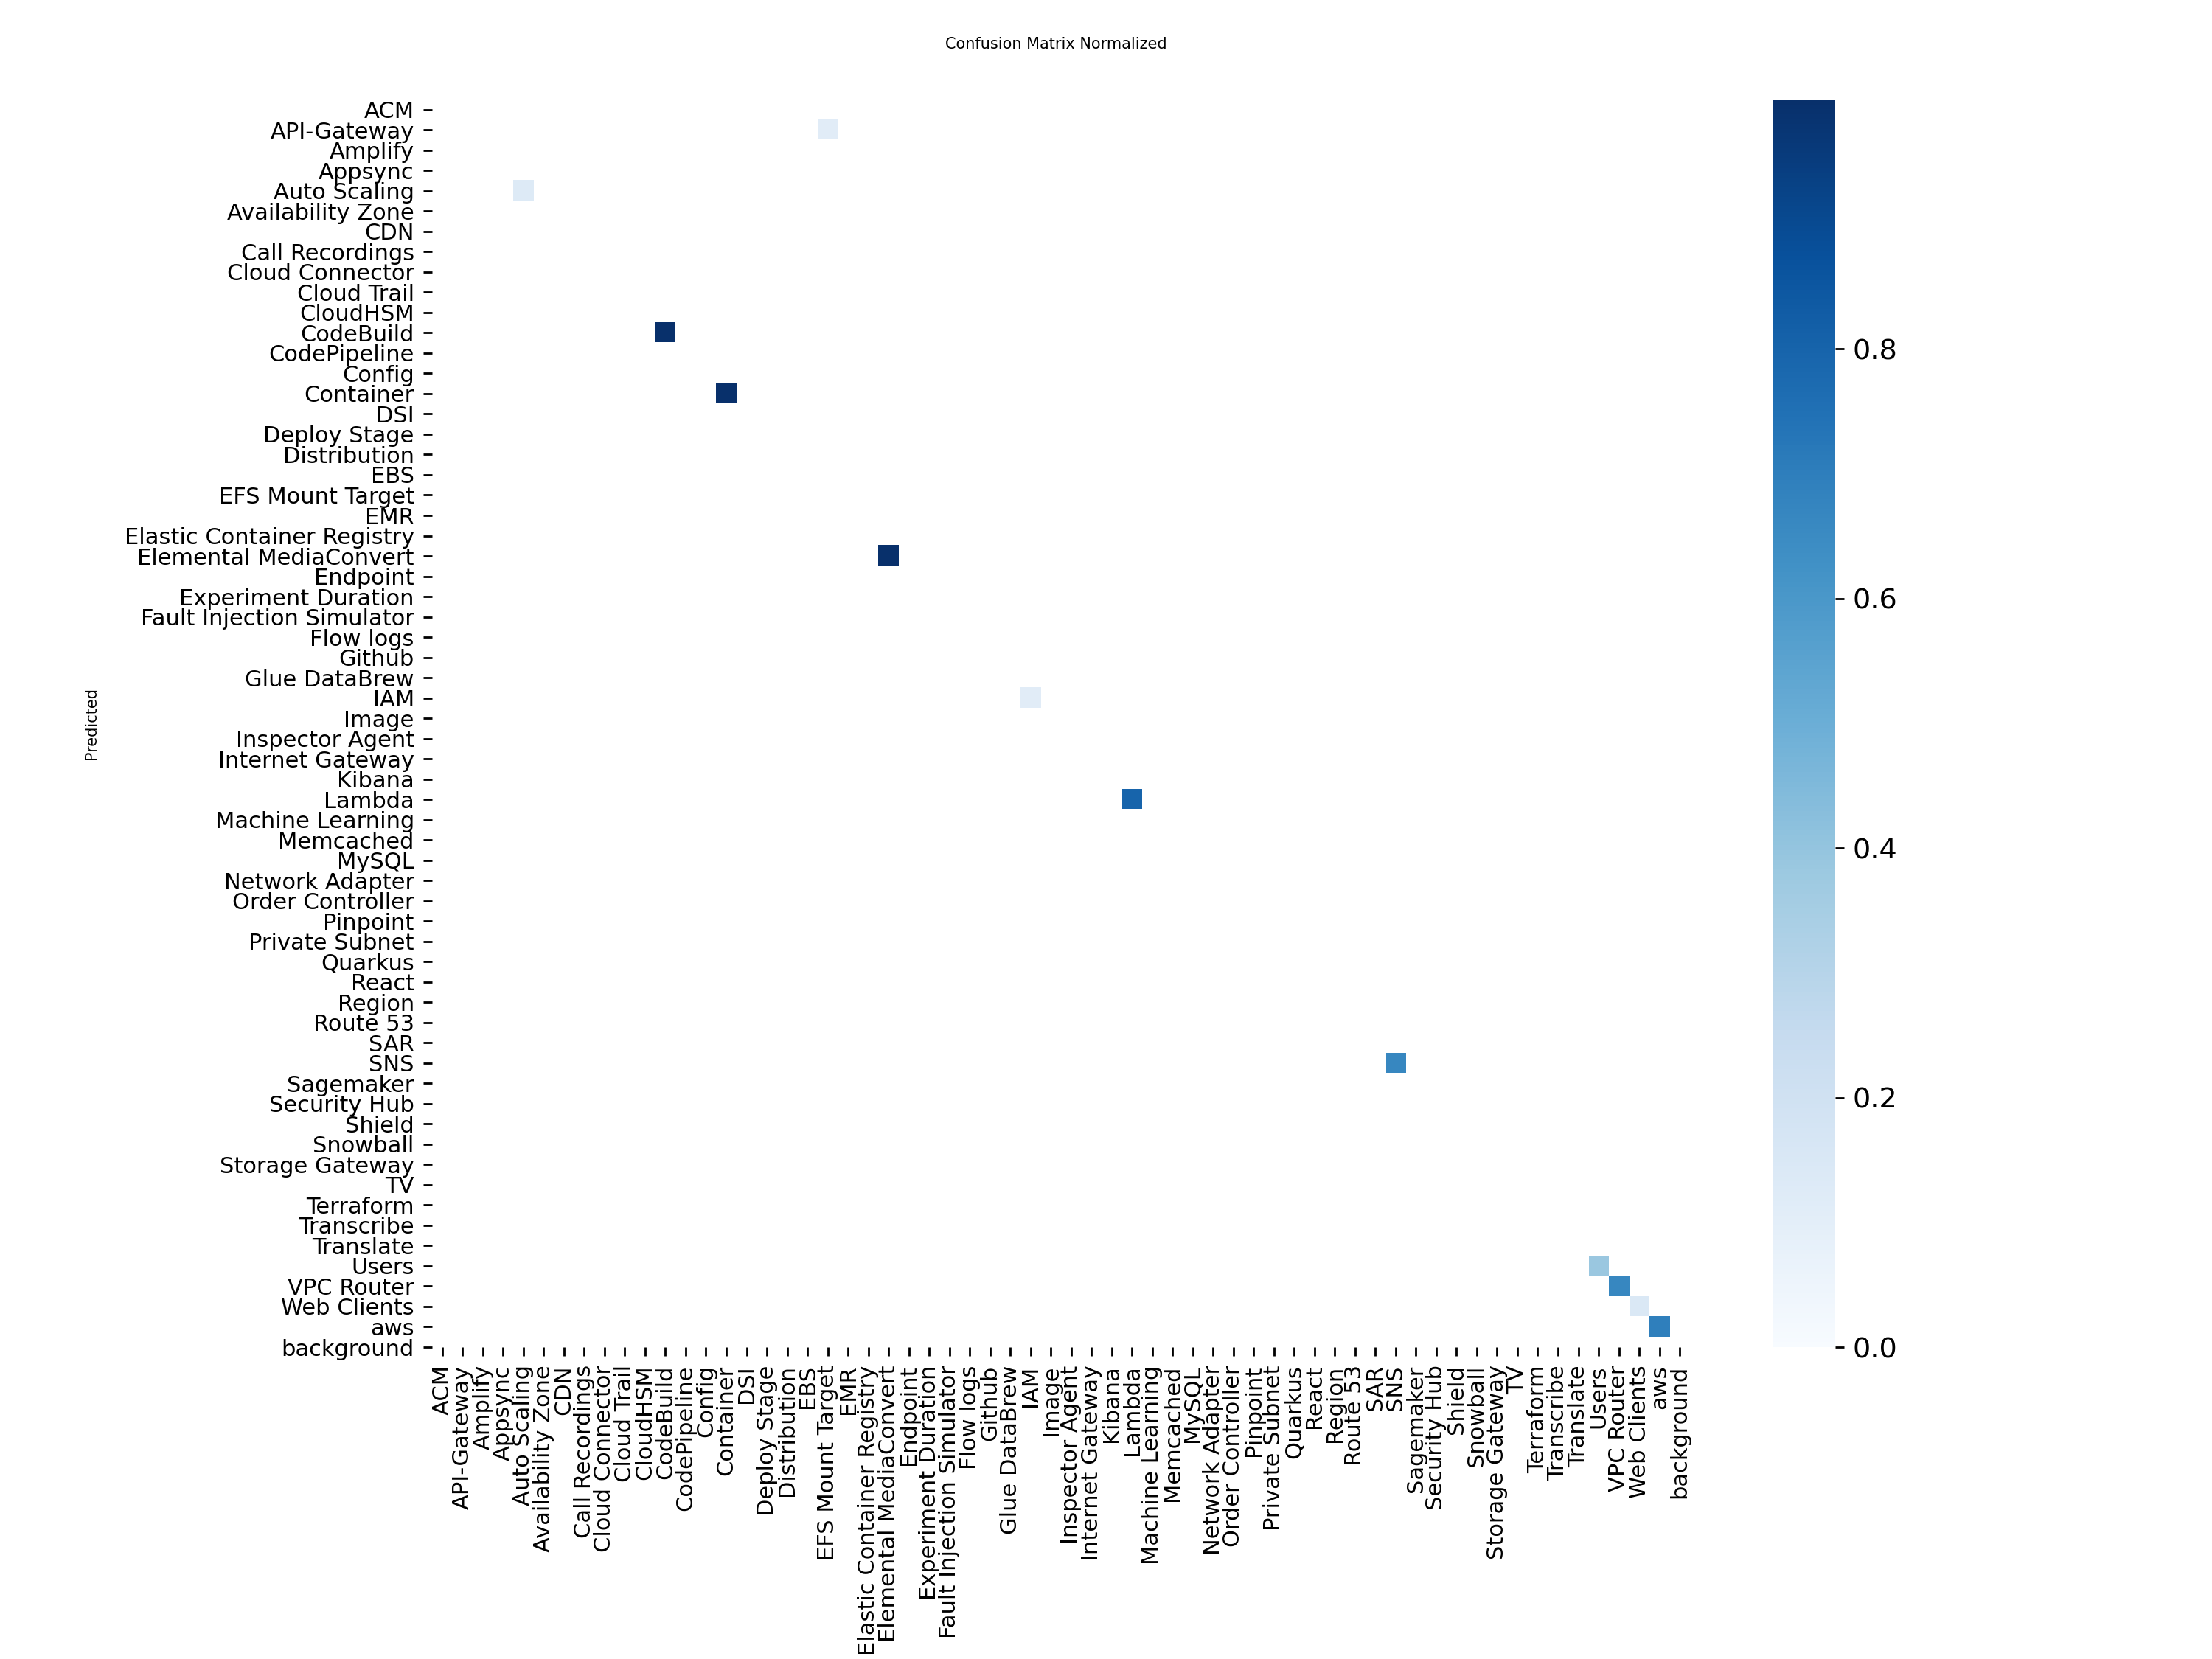 Confusion Matrix Normalized
Predicted
ACM
API-Gateway
Amplify
Appsync
Auto Scaling
Availability Zone
CDN
Call Recordings
Cloud Connector
Cloud Trail
CloudHSM
CodeBuild
CodePipeline
Config
Container
DSI
Deploy Stage
Distribution
EBS
EFS Mount Target
EMR
Elastic Container Registry
Elemental MediaConvert
Endpoint
Experiment Duration
Fault Injection Simulator
Flow logs
Github
Glue DataBrew
IAM
Image
Inspector Agent
Internet Gateway
Kibana
Lambda
Machine Learning
Memcached
MySQL
Network Adapter
Order Controller
Pinpoint
Private Subnet
Quarkus
React
Region
Route 53
SAR
SNS
Sagemaker
Security Hub
Shield
Snowball
Storage Gateway
TV
Terraform
Transcribe
Translate
Users
VPC Router
Web Clients
aws
background
ACM
API-Gateway
Amplify
Appsync
Auto Scaling
Availability Zone
CDN
Call Recordings
Cloud Connector
Cloud Trail
CloudHSM
CodeBuild
CodePipeline
Config
Container
DSI
Deploy Stage
Distribution
EBS
EFS Mount Target
EMR
Elastic Container Registry
Elemental MediaConvert
Endpoint
Experiment Duration
Fault Injection Simulator
Flow logs
Github
Glue DataBrew
IAM
Image
Inspector Agent
Internet Gateway
Kibana
Lambda
Machine Learning
Memcached
MySQL
Network Adapter
Order Controller
Pinpoint
Private Subnet
Quarkus
React
Region
Route 53
SAR
SNS
Sagemaker
Security Hub
Shield
Snowball
Storage Gateway
TV
Terraform
Transcribe
Translate
Users
VPC Router
Web Clients
aws
background
0.8
0.6
0.4
0.2
0.0